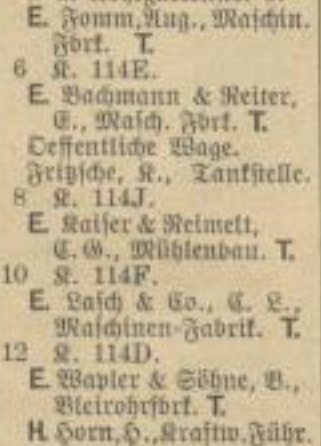 E. Fomm, Aug., Maschin.
Fbrk. T.
6 K. 114E.
E. Bachmann & Reiter,
E., Masch. Fbrk. T.
Oeffentliche Wage.
Fritzsche, K., Tankstelle.
8 K. 114J.
E. Kaiser & Reimelt,
C. G., Mühlenbau. T.
10 K. 114F.
E. Lasch & Co., C. L.,
Maschinen-Fabrik. T.
12 K. 114D.
E. Wapler & Söhne, B.,
Bleirohrfbrk. T.
H. Horn, H., Kraftw. Führ.